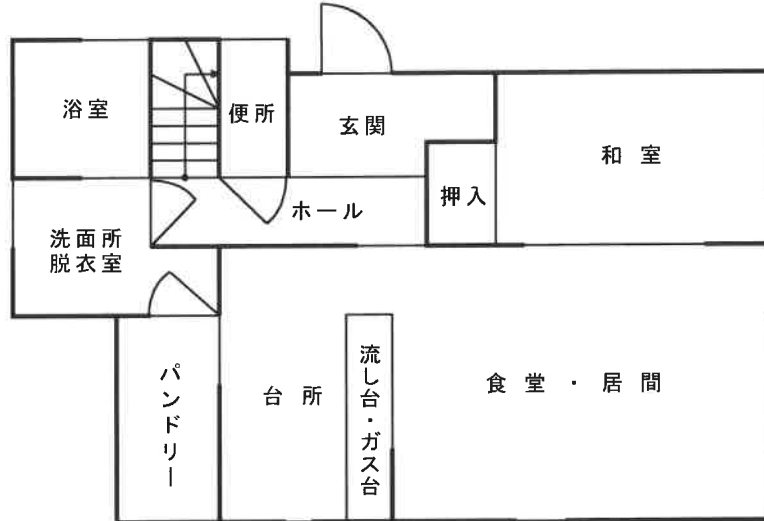 浴室
便所
玄関
和室
押入
ホール
洗面所
脱衣室
パンドリー
台所
流し台・ガス台
食堂・居間